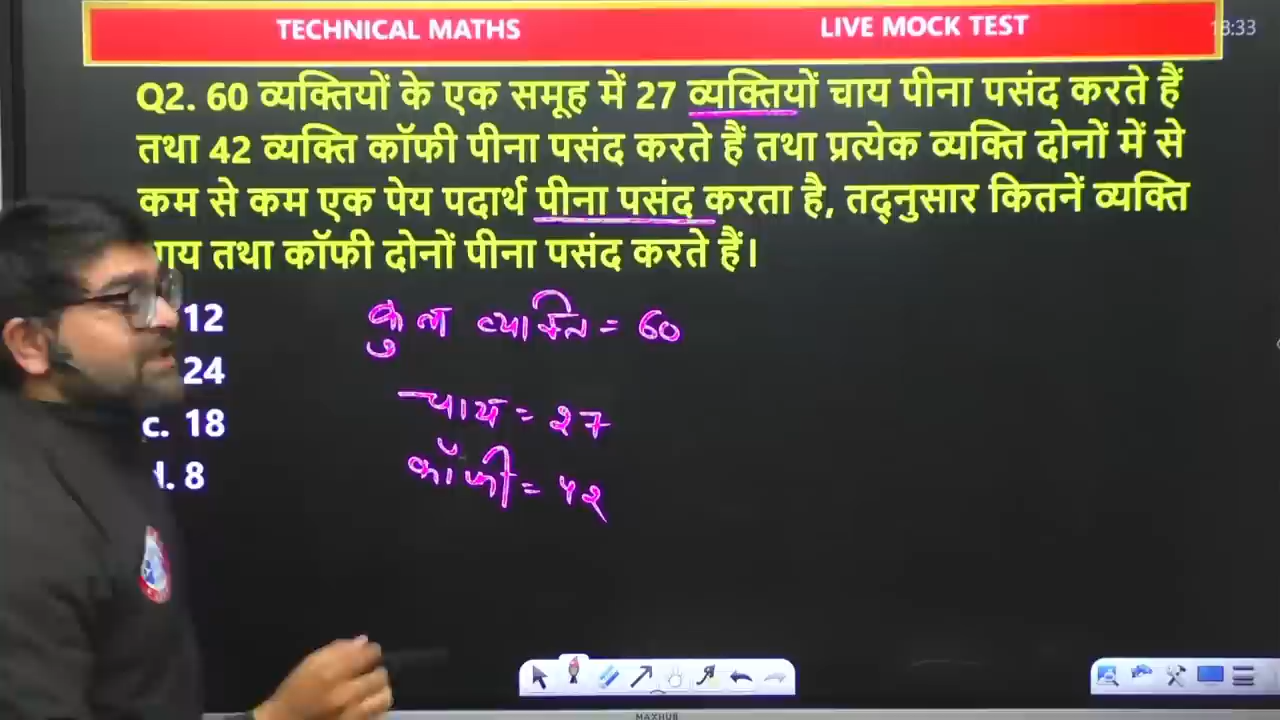 TECHNICAL MATHS LIVE MOCK TEST
18:33
Q2. 60 व्यक्तियों के एक समूह में 27 व्यक्तियों चाय पीना पसंद करते हैं
तथा 42 व्यक्ति कॉफी पीना पसंद करते हैं तथा प्रत्येक व्यक्ति दोनों में से
कम से कम एक पेय पदार्थ पीना पसंद करता है, तद्नुसार कितनें व्यक्ति
तथा कॉफी दोनों पीना पसंद करते हैं।
12
24
c. 18
8
कुल व्यक्ति = 60
चाय = 27
कॉफी = 42
MAXHUB